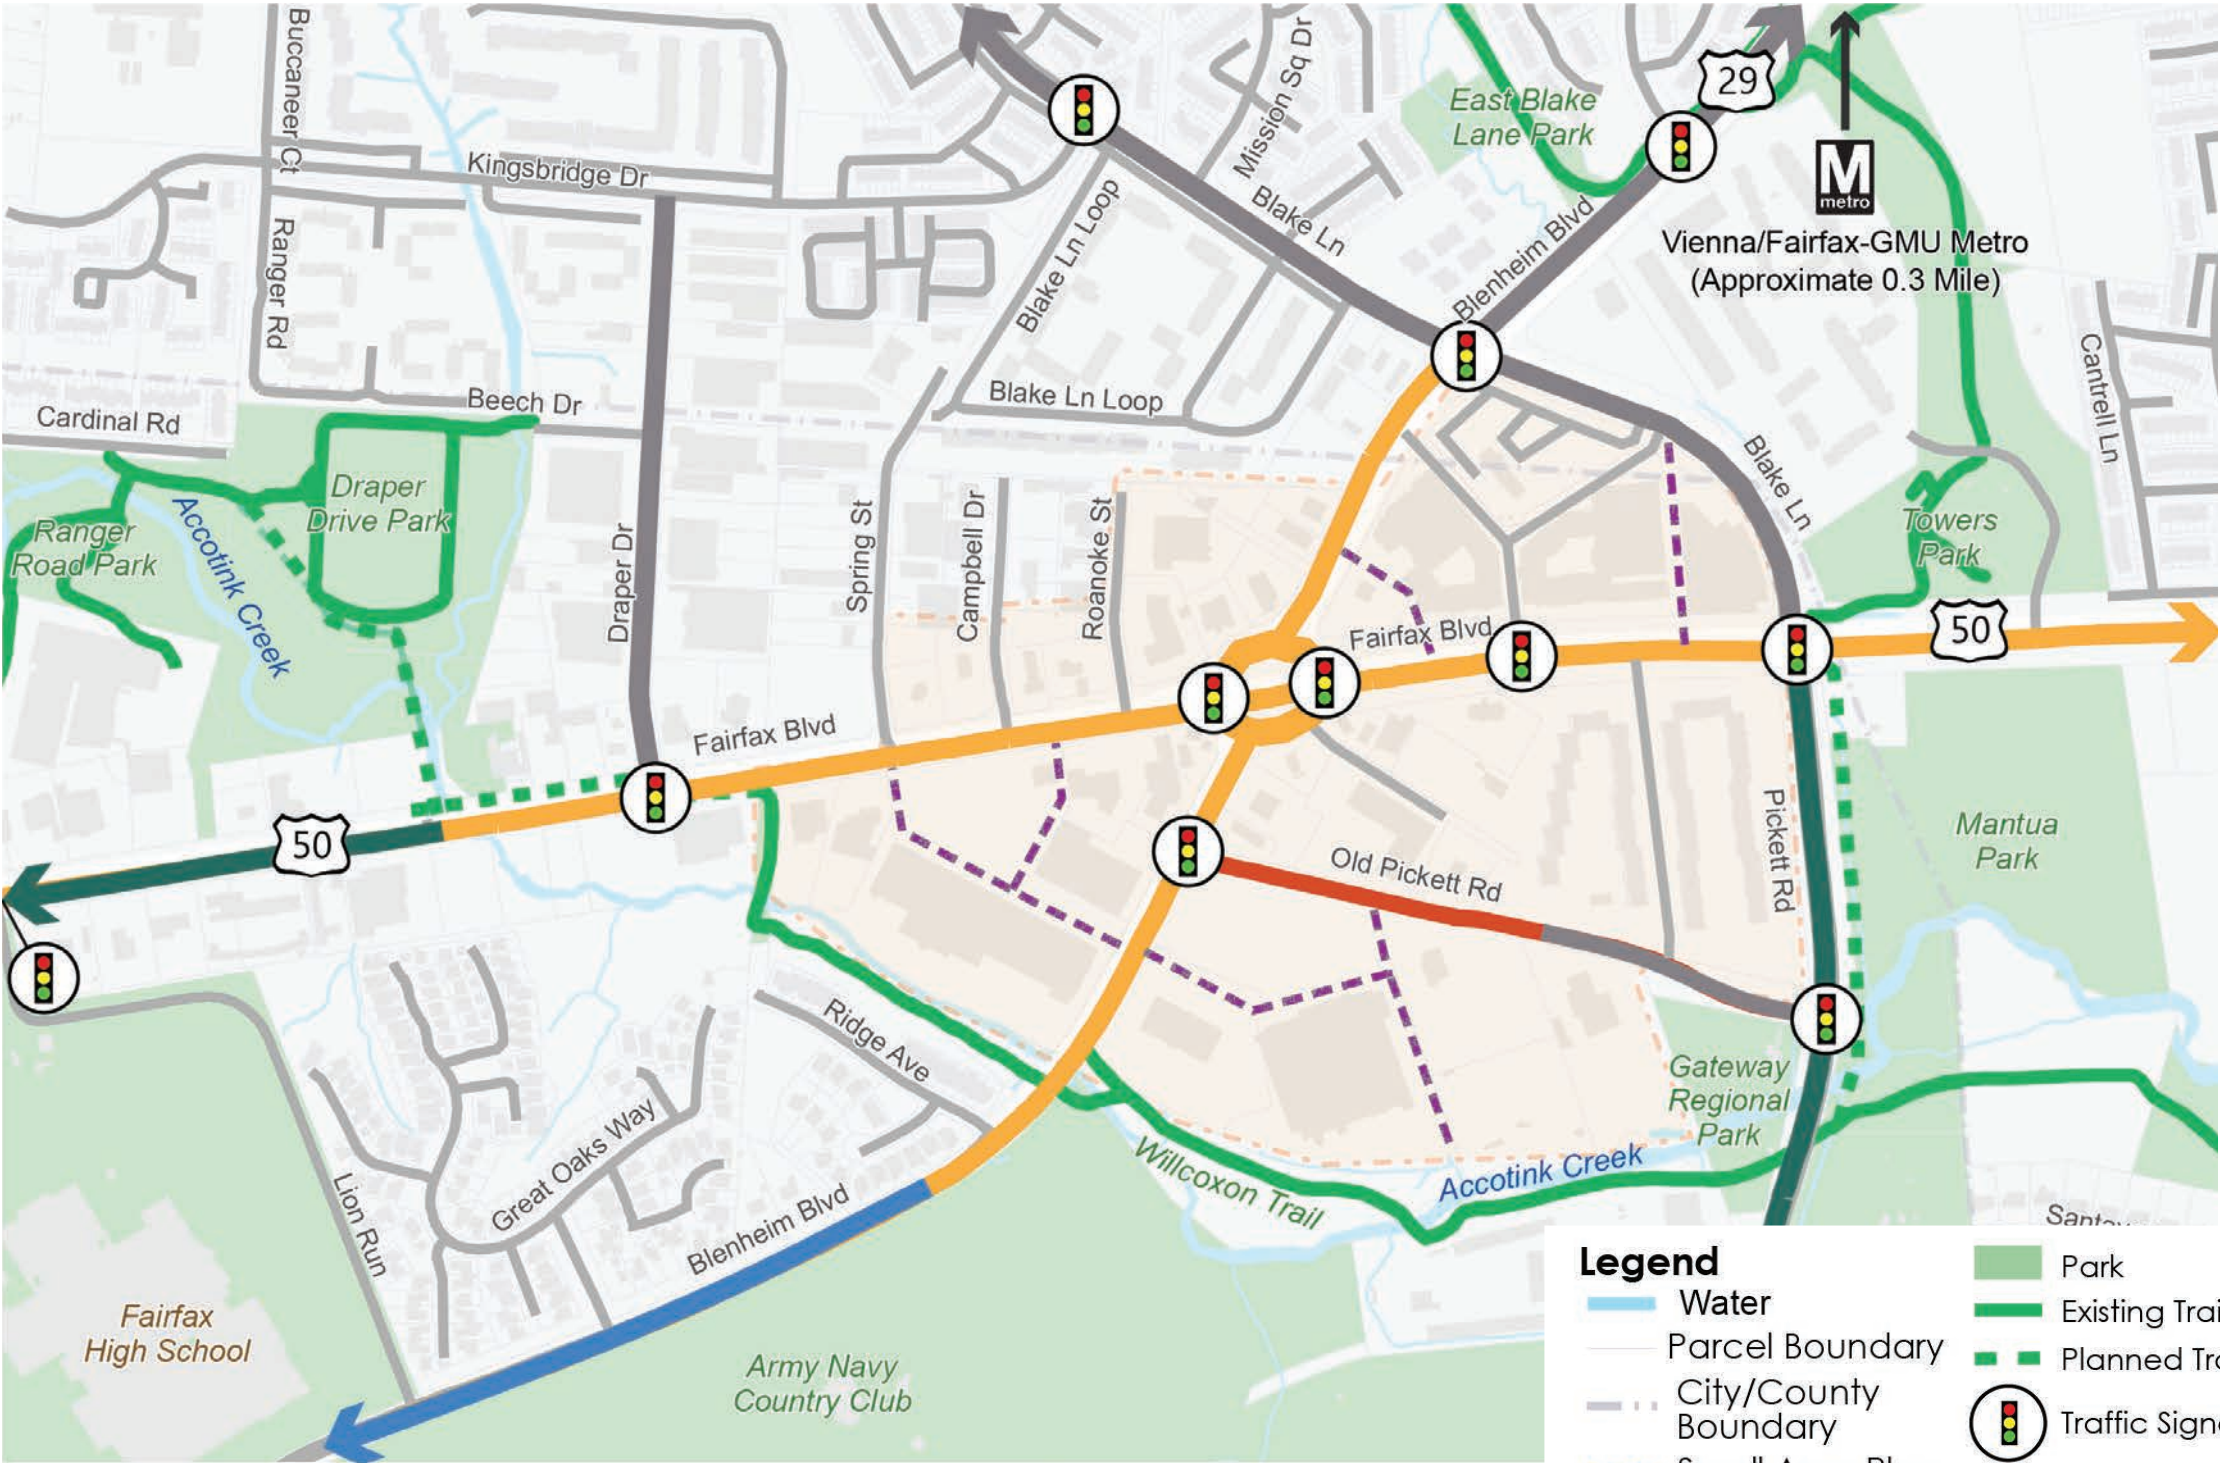 Buccaneer Ct
Mission Sq Dr
29
East Blake
Lane Park
Kingsbridge Dr
M
metro
Blake Ln Loop
Blake Ln
Blenheim Blvd
Vienna/Fairfax-GMU Metro
(Approximate 0.3 Mile)
Ranger Rd
Cantrell Ln
Cardinal Rd
Beech Dr
Blake Ln Loop
Blake Ln
Draper
Drive Park
Ranger
Road Park
Accotink Creek
Draper Dr
Spring St
Campbell Dr
Roanoke St
Towers
Park
Fairfax Blvd
50
Fairfax Blvd
50
Pickett Rd
Mantua
Park
Old Pickett Rd
Ridge Ave
Gateway
Regional
Park
Great Oaks Way
Willcoxon Trail
Accotink Creek
Lion Run
Blenheim Blvd
Fairfax
High School
Army Navy
Country Club
Legend
Water
Parcel Boundary
City/County
Boundary
Park
Existing
Planned
Traffic